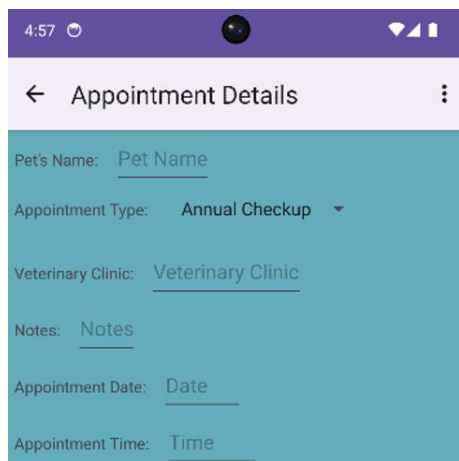 4:57
Appointment Details
Pet's Name: Pet Name
Appointment Type: Annual Checkup
Veterinary Clinic: Veterinary Clinic
Notes: Notes
Appointment Date: Date
Appointment Time: Time